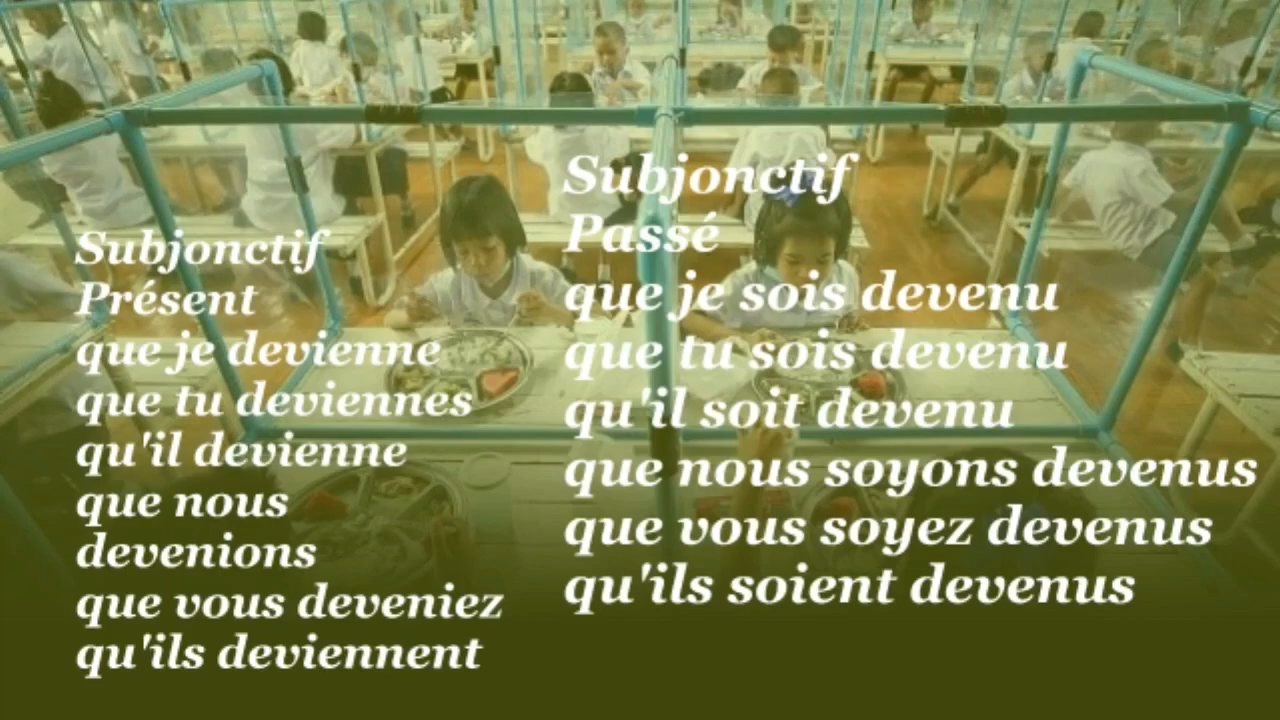 Subjonctif
Présent
que je devienne
que tu deviennes
qu'il devienne
que nous
devenions
que vous deveniez
qu'ils deviennent
Subjonctif
Passé
que je sois devenu
que tu sois devenu
qu'il soit devenu
que nous soyons devenus
que vous soyez devenus
qu'ils soient devenus